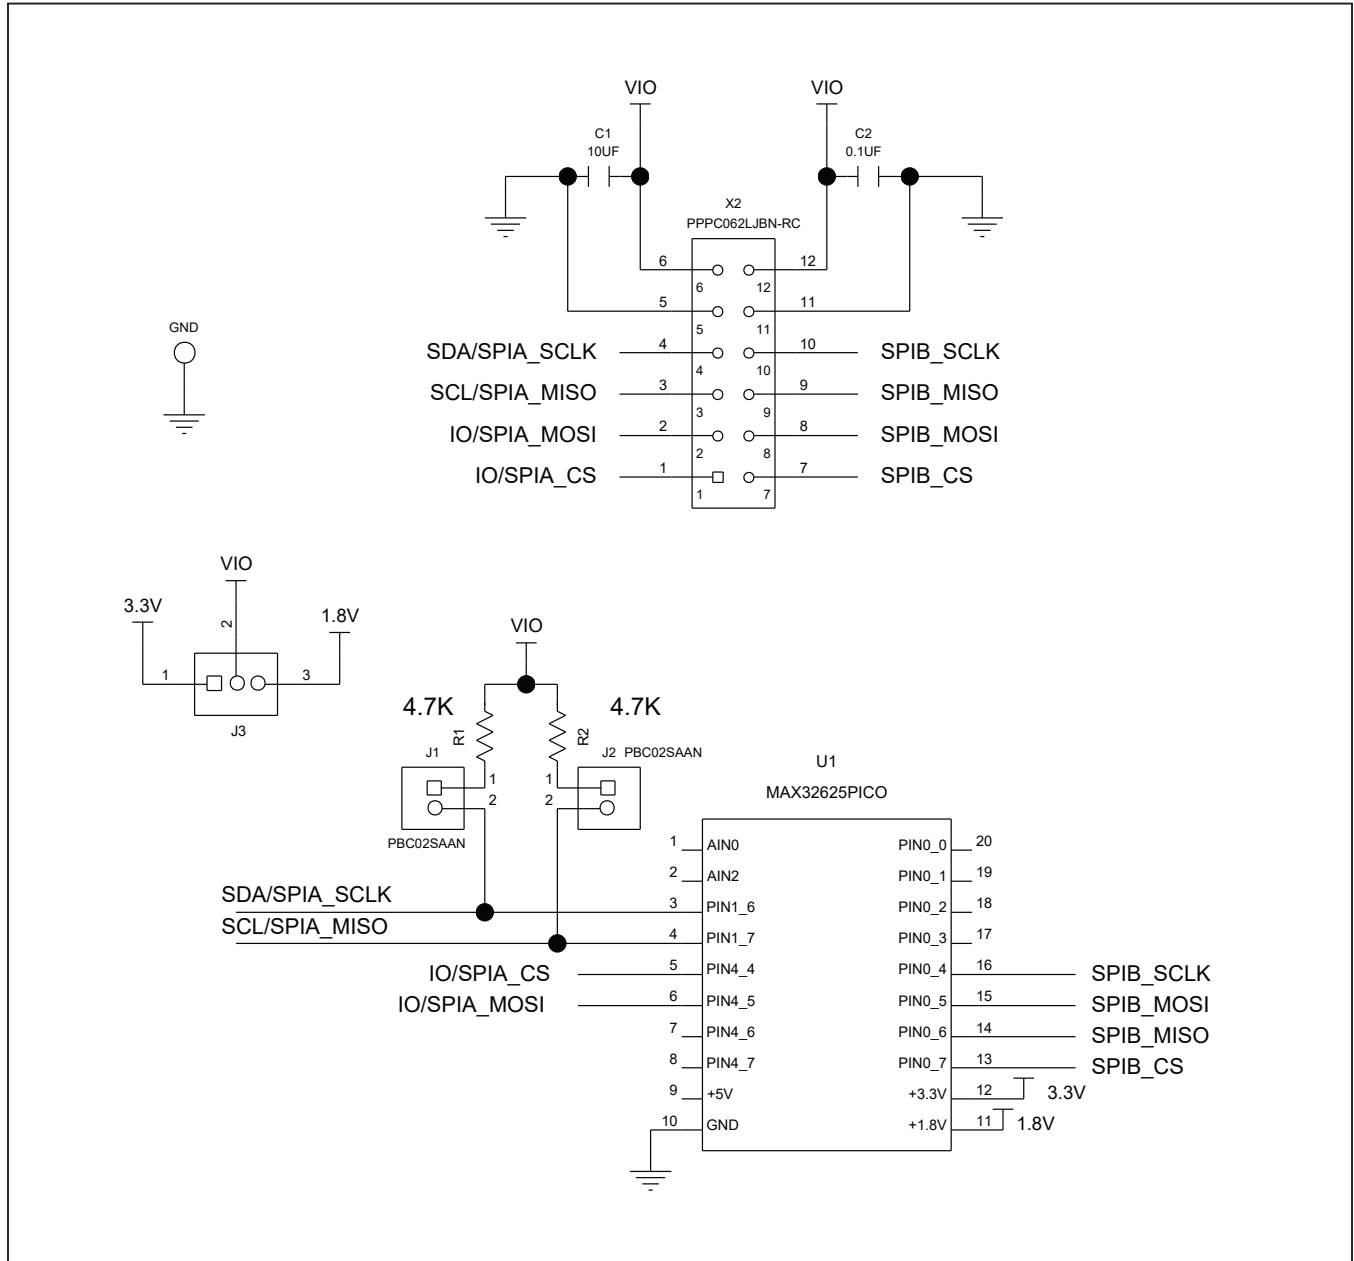 VIO VIO
C1 C2
10UF 0.1UF
X2
PPPC062LJBN-RC
6 12
6 12
5 11
5 11
GND
SDA/SPIA_SCLK 4 10 SPIB_SCLK
4 10
SCL/SPIA_MISO 3 9 SPIB_MISO
3 9
IO/SPIA_MOSI 2 8 SPIB_MOSI
2 8
IO/SPIA_CS 1 7 SPIB_CS
1 7
VIO
3.3V 1.8V
2
1 3
J3
VIO
4.7K 4.7K
R1 R2
J1 J2 PBC02SAAN
1 1
2 2
PBC02SAAN
U1
MAX32625PICO
1 AIN0 PIN0_0 20
2 AIN2 PIN0_1 19
SDA/SPIA_SCLK 3 PIN1_6 PIN0_2 18
SCL/SPIA_MISO 4 PIN1_7 PIN0_3 17
IO/SPIA_CS 5 PIN4_4 PIN0_4 16 SPIB_SCLK
IO/SPIA_MOSI 6 PIN4_5 PIN0_5 15 SPIB_MOSI
7 PIN4_6 PIN0_6 14 SPIB_MISO
8 PIN4_7 PIN0_7 13 SPIB_CS
9 +5V +3.3V 12 3.3V
10 GND +1.8V 11 1.8V